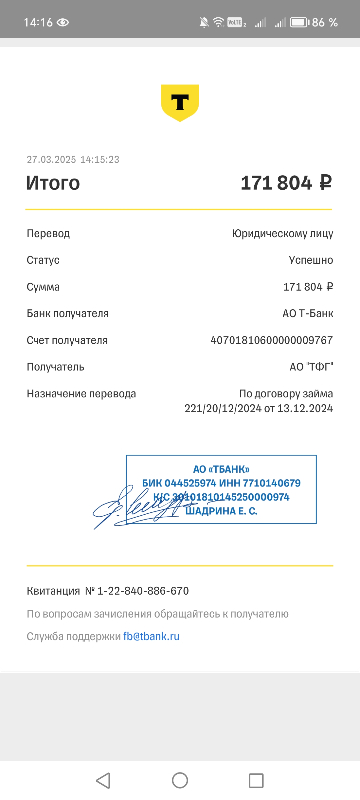 14:16
VoLTE 2
86 %
Т
27.03.2025 14:15:23
Итого 171 804 ₽
Перевод Юридическому лицу
Статус Успешно
Сумма 171 804 ₽
Банк получателя АО Т-Банк
Счет получателя 40701810600000009767
Получатель АО "ТФГ"
Назначение перевода По договору займа
221/20/12/2024 от 13.12.2024
АО «ТБАНК»
БИК 044525974 ИНН 7710140679
К/С 30101810145250000974
ШАДРИНА Е. С.
Квитанция № 1-22-840-886-670
По вопросам зачисления обращайтесь к получателю
Служба поддержки fb@tbank.ru